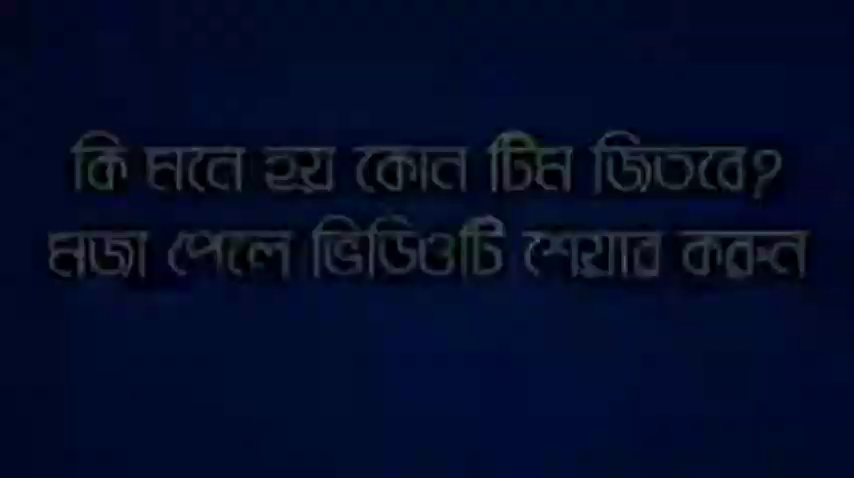 কি মনে হয় কোন টিম জিতবে?
মজা পেলে ভিডিওটি শেয়ার করুন